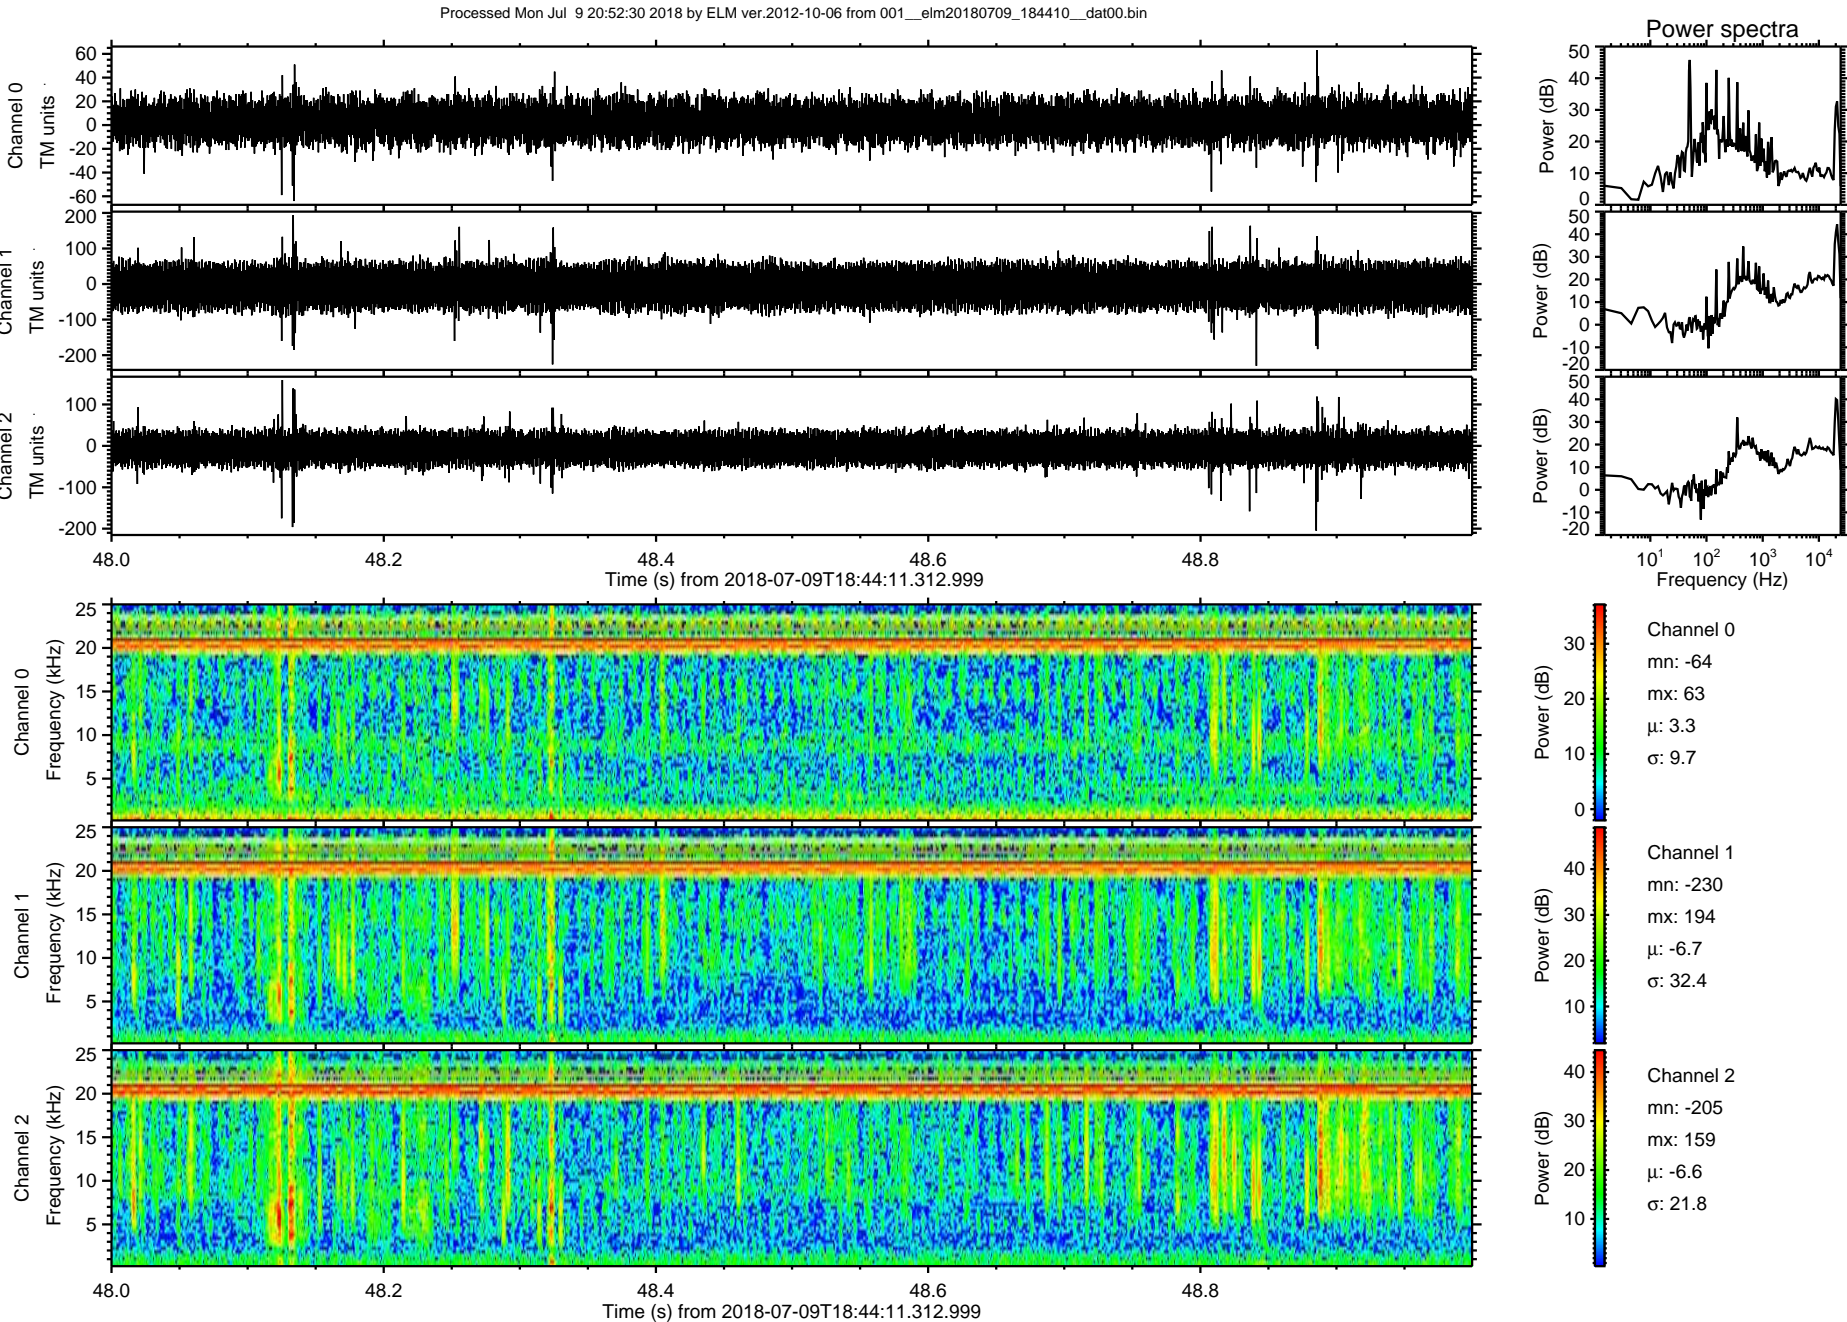 Processed Mon Jul  9 20:52:30 2018 by ELM ver.2012-10-06 from 001__elm20180709_184410__dat00.bin
Power spectra
Channel 0
TM units
60
40
20
0
-20
-40
-60
Power (dB)
50
40
30
20
10
0
Channel 1
TM units
200
100
0
-100
-200
Power (dB)
50
40
30
20
10
0
-10
-20
Channel 2
TM units
100
0
-100
-200
Power (dB)
50
40
30
20
10
0
-10
-20
48.0 48.2 48.4 48.6 48.8
Time (s) from 2018-07-09T18:44:11.312.999
10¹ 10² 10³ 10⁴
Frequency (Hz)
Channel 0
Frequency (kHz)
25
20
15
10
5
Power (dB)
30
20
10
0
Channel 0
mn: -64
mx: 63
μ: 3.3
σ: 9.7
Channel 1
Frequency (kHz)
25
20
15
10
5
Power (dB)
40
30
20
10
Channel 1
mn: -230
mx: 194
μ: -6.7
σ: 32.4
Channel 2
Frequency (kHz)
25
20
15
10
5
Power (dB)
40
30
20
10
Channel 2
mn: -205
mx: 159
μ: -6.6
σ: 21.8
48.0 48.2 48.4 48.6 48.8
Time (s) from 2018-07-09T18:44:11.312.999